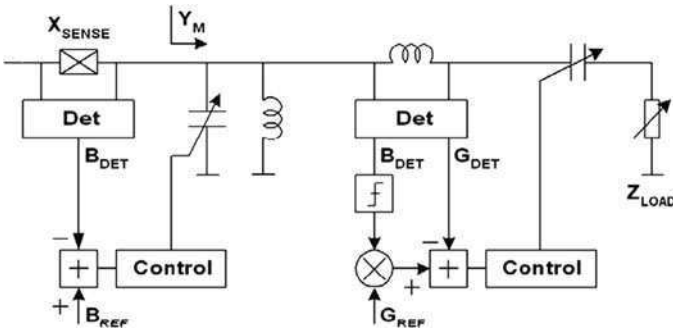 X_SENSE
Y_M
Det
Det
B_DET
B_DET
G_DET
Z_LOAD
−
−
+
Control
+
Control
+
+
B_REF
G_REF